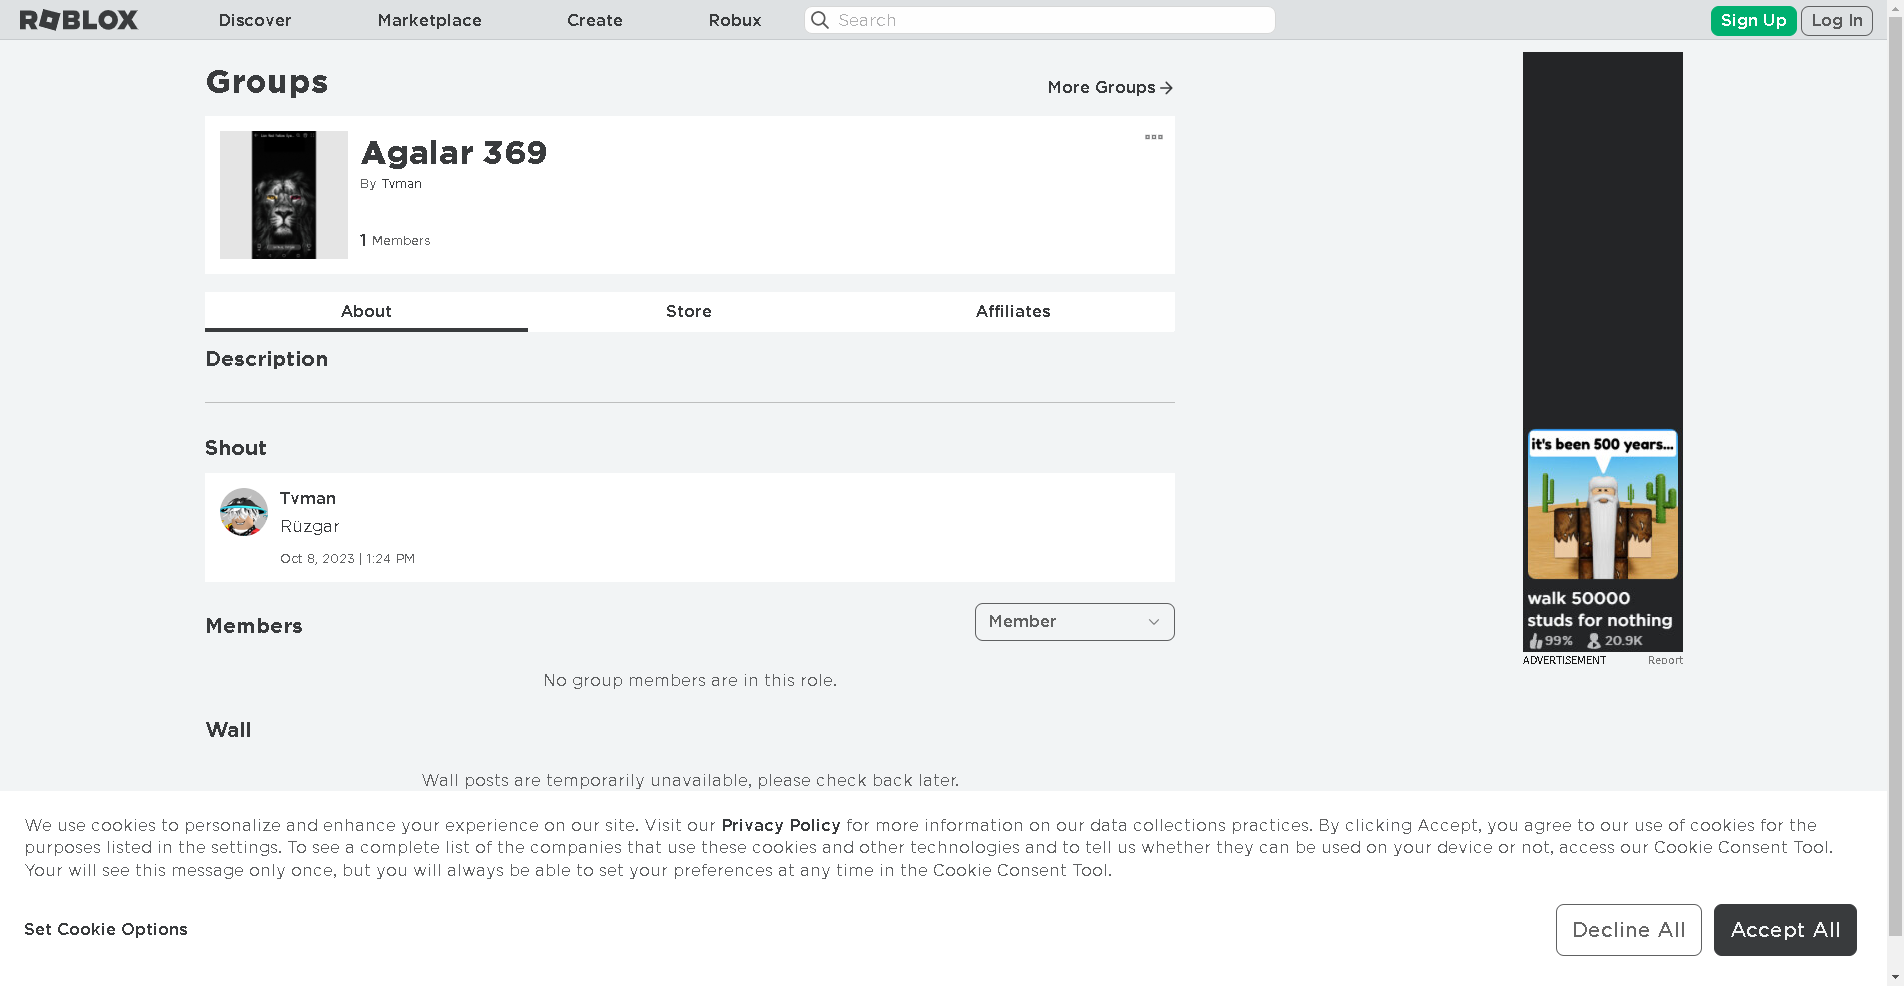 ROBLOX
Discover
Marketplace
Create
Robux
Search
Sign Up
Log In
Groups
More Groups
Agalar 369
By Tvman
1 Members
About
Store
Affiliates
Description
Shout
Tvman
Rüzgar
Oct 8, 2023 | 1:24 PM
Members
Member
No group members are in this role.
Wall
Wall posts are temporarily unavailable, please check back later.
it's been 500 years...
walk 50000
studs for nothing
99% 20.9K
ADVERTISEMENT
Report
We use cookies to personalize and enhance your experience on our site. Visit our Privacy Policy for more information on our data collections practices. By clicking Accept, you agree to our use of cookies for the
purposes listed in the settings. To see a complete list of the companies that use these cookies and other technologies and to tell us whether they can be used on your device or not, access our Cookie Consent Tool.
Your will see this message only once, but you will always be able to set your preferences at any time in the Cookie Consent Tool.
Set Cookie Options
Decline All
Accept All